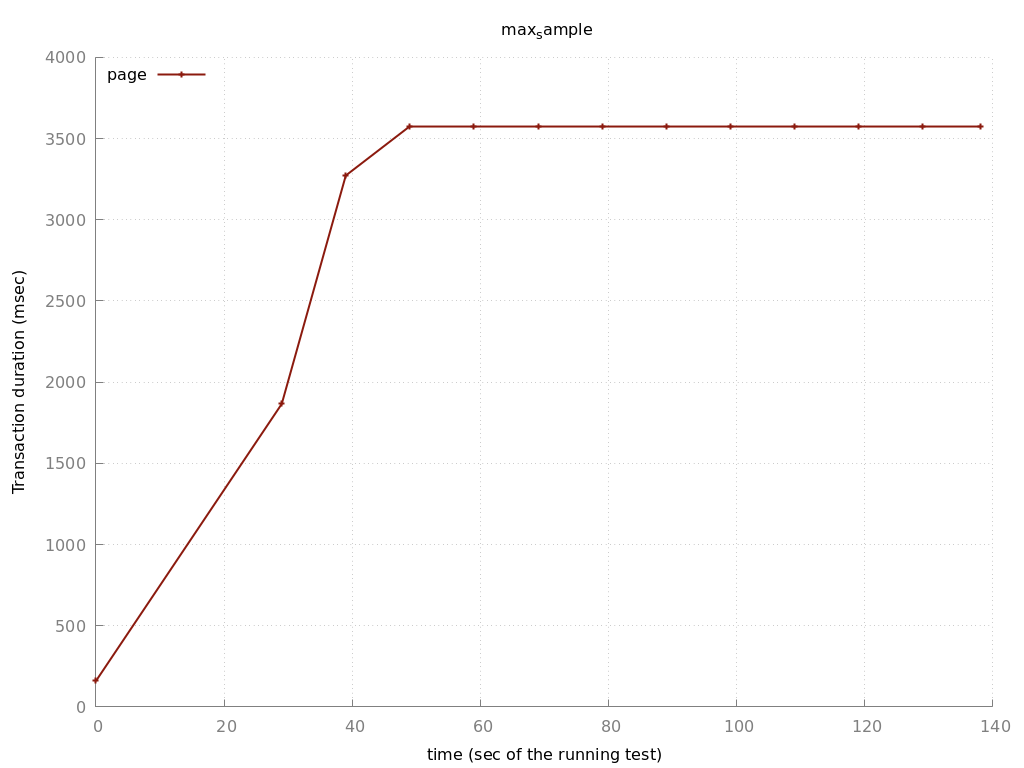 max_sample
4000
page
3500
3000
2500
2000
1500
1000
500
0
Transaction duration (msec)
0 20 40 60 80 100 120 140
time (sec of the running test)